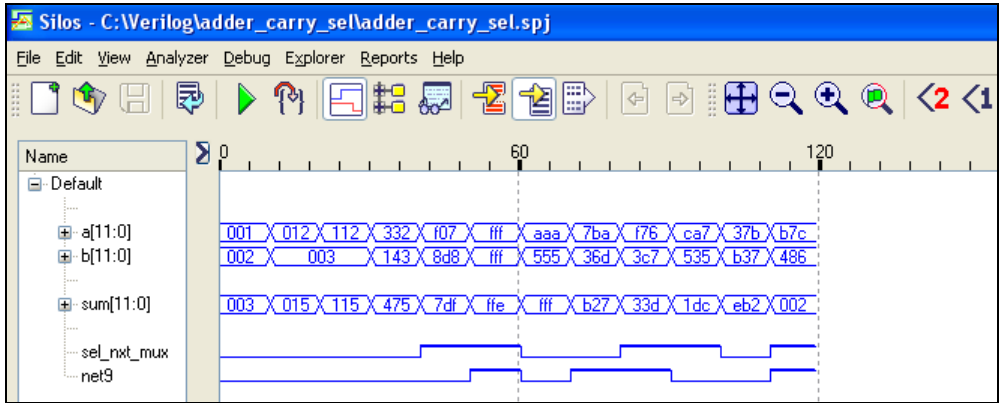 Silos - C:\Verilog\adder_carry_sel\adder_carry_sel.spj
File Edit View Analyzer Debug Explorer Reports Help
2 1
Name 0 60 120
Default
a[11:0] 001 012 112 332 f07 fff aaa 7ba f76 ca7 37b b7c
b[11:0] 002 003 143 8d8 fff 555 36d 3c7 535 b37 486
sum[11:0] 003 015 115 475 7df ffe fff b27 33d 1dc eb2 002
sel_nxt_mux
net9